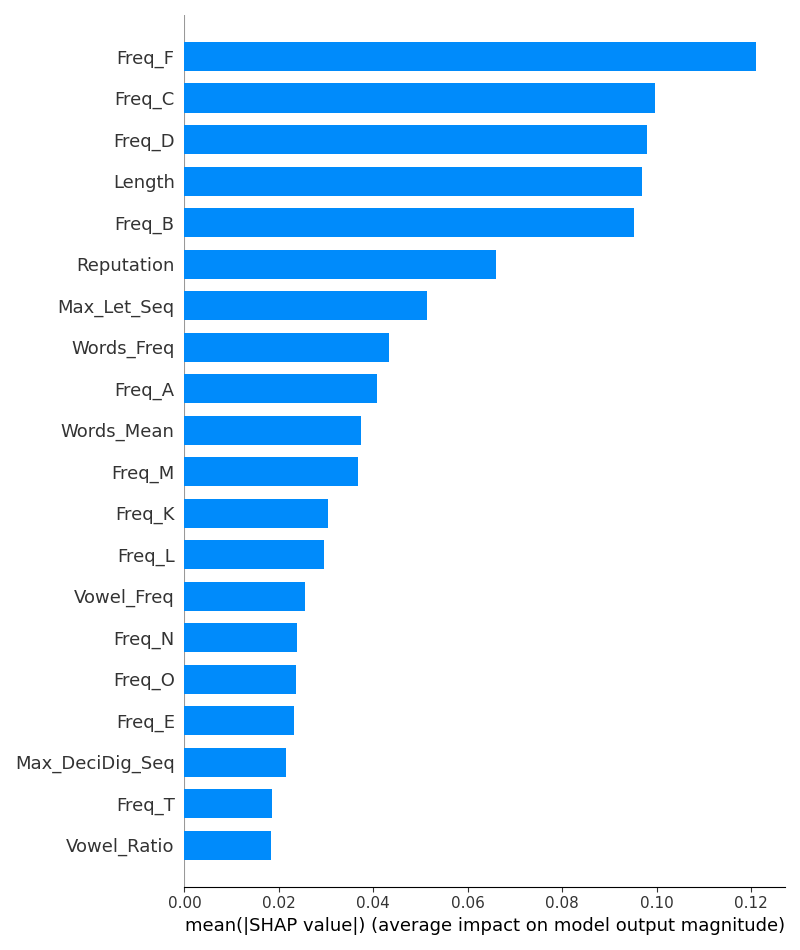 Freq_F
Freq_C
Freq_D
Length
Freq_B
Reputation
Max_Let_Seq
Words_Freq
Freq_A
Words_Mean
Freq_M
Freq_K
Freq_L
Vowel_Freq
Freq_N
Freq_O
Freq_E
Max_DeciDig_Seq
Freq_T
Vowel_Ratio
0.00 0.02 0.04 0.06 0.08 0.10 0.12
mean(|SHAP value|) (average impact on model output magnitude)